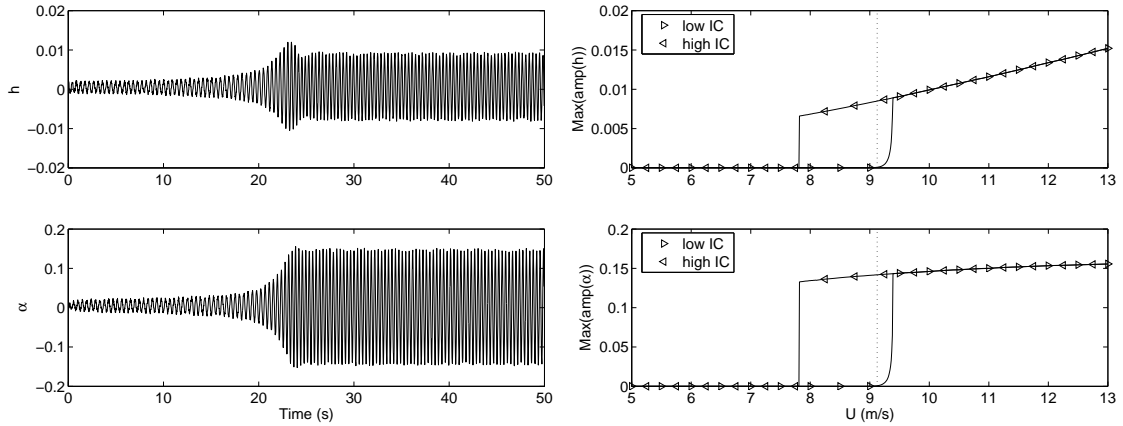 0.02
0.01
0
−0.01
−0.02
h
0 10 20 30 40 50
0.02
0.015
0.01
0.005
0
Max(amp(h))
low IC
high IC
5 6 7 8 9 10 11 12 13
U (m/s)
0.2
0.1
0
−0.1
−0.2
α
0 10 20 30 40 50
Time (s)
0.2
0.15
0.1
0.05
0
Max(amp(α))
low IC
high IC
5 6 7 8 9 10 11 12 13
U (m/s)